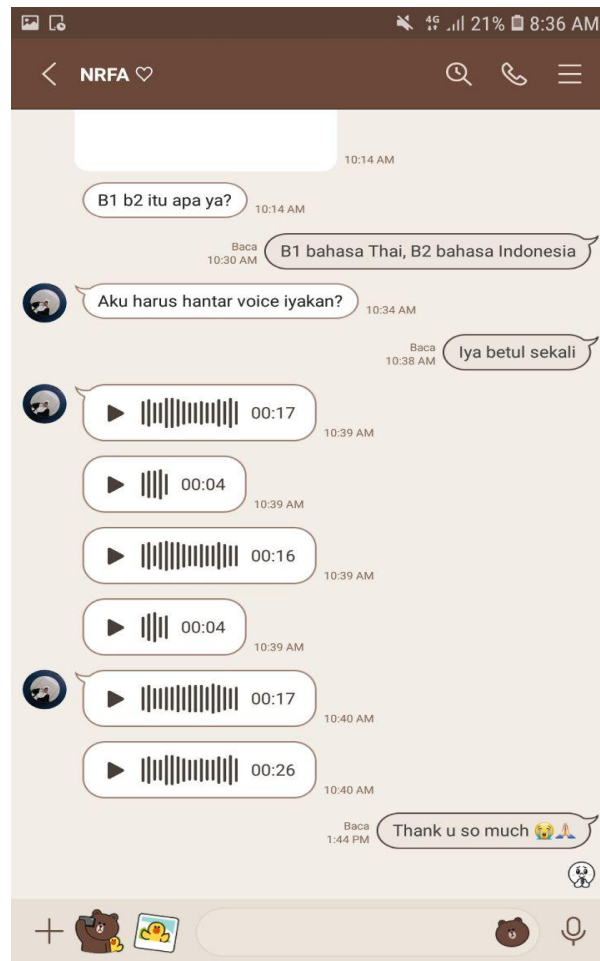 4G 21% 8:36 AM
NRFA ♡
10:14 AM
B1 b2 itu apa ya?
10:14 AM
Baca
10:30 AM
B1 bahasa Thai, B2 bahasa Indonesia
Aku harus hantar voice iyakan?
10:34 AM
Baca
10:38 AM
Iya betul sekali
00:17
10:39 AM
00:04
10:39 AM
00:16
10:39 AM
00:04
10:39 AM
00:17
10:40 AM
00:26
10:40 AM
Baca
1:44 PM
Thank u so much 😭🙏🏻